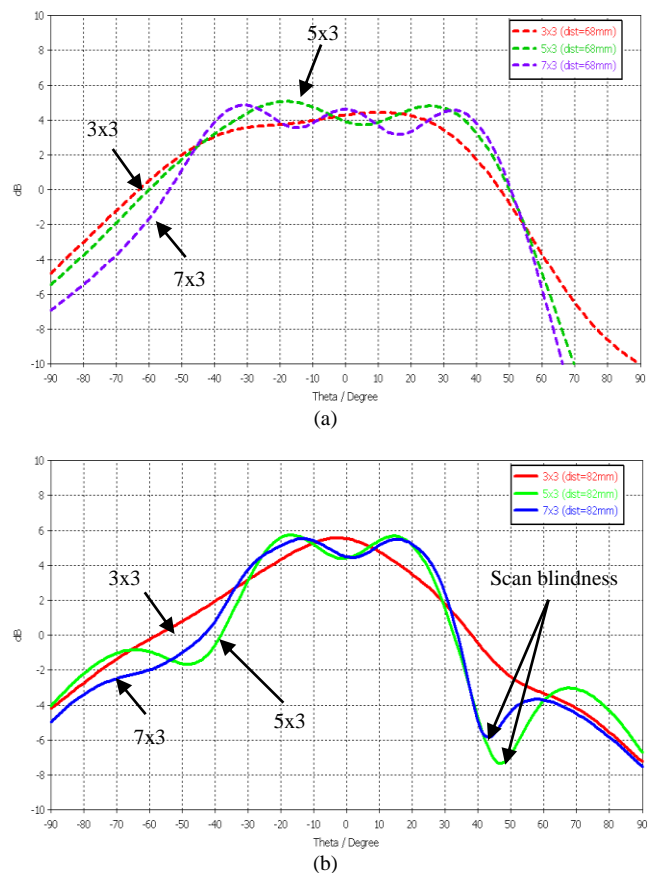 10
8
6
4
2
0
-2
-4
-6
-8
-10
dB
5x3
3x3
7x3
3x3 (dist=68mm)
5x3 (dist=68mm)
7x3 (dist=68mm)
-90 -80 -70 -60 -50 -40 -30 -20 -10 0 10 20 30 40 50 60 70 80 90
Theta / Degree
(a)
10
8
6
4
2
0
-2
-4
-6
-8
-10
dB
3x3 (dist=82mm)
5x3 (dist=82mm)
7x3 (dist=82mm)
Scan blindness
3x3
5x3
7x3
-90 -80 -70 -60 -50 -40 -30 -20 -10 0 10 20 30 40 50 60 70 80 90
Theta / Degree
(b)